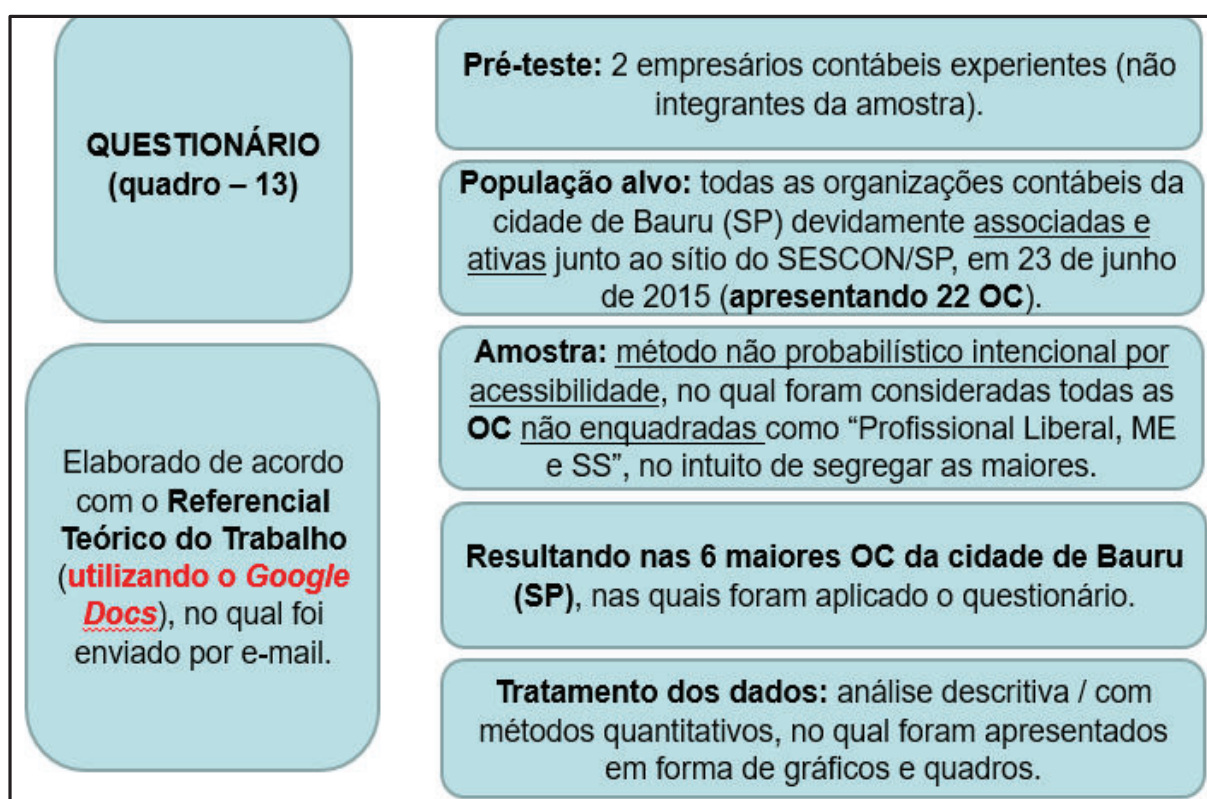 QUESTIONÁRIO
(quadro – 13)
Elaborado de acordo
com o Referencial
Teórico do Trabalho
(utilizando o Google
Docs), no qual foi
enviado por e-mail.
Pré-teste: 2 empresários contábeis experientes (não
integrantes da amostra).
População alvo: todas as organizações contábeis da
cidade de Bauru (SP) devidamente associadas e
ativas junto ao sítio do SESCON/SP, em 23 de junho
de 2015 (apresentando 22 OC).
Amostra: método não probabilístico intencional por
acessibilidade, no qual foram consideradas todas as
OC não enquadradas como “Profissional Liberal, ME
e SS”, no intuito de segregar as maiores.
Resultando nas 6 maiores OC da cidade de Bauru
(SP), nas quais foram aplicado o questionário.
Tratamento dos dados: análise descritiva / com
métodos quantitativos, no qual foram apresentados
em forma de gráficos e quadros.